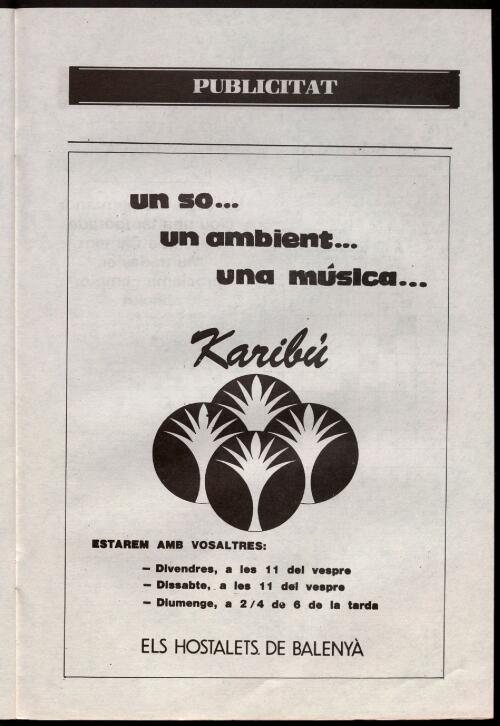 PUBLICITAT
un so...
un ambient...
una música...
Karibú
ESTAREM AMB VOSALTRES:
– Divendres, a les 11 del vespre
– Dissabte, a les 11 del vespre
– Diumenge, a 2/4 de 6 de la tarda
ELS HOSTALETS DE BALENYÀ